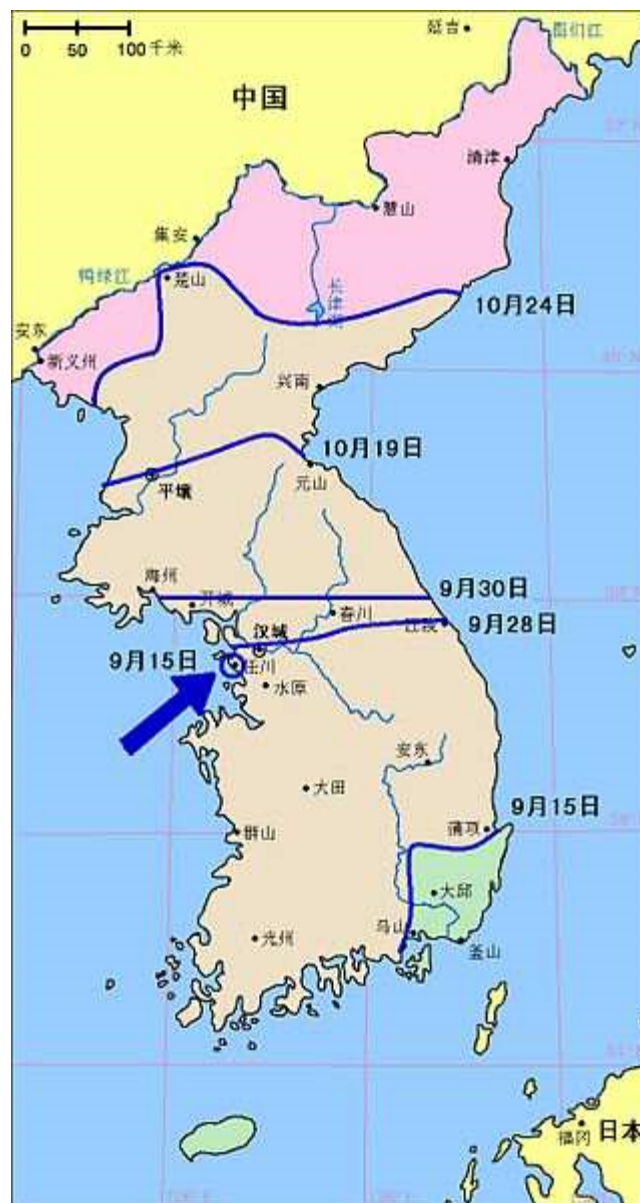 0 50 100 千米
延吉
图们江
中国
清津
慧山
集安
鸭绿江
楚山
长津湖
10月24日
安东
新义州
兴南
10月19日
平壤
元山
海州
开城
9月30日
春川
江陵
9月28日
汉城
9月15日
仁川
水原
安东
大田
9月15日
浦项
群山
大邱
马山
光州
釜山
日本
福冈